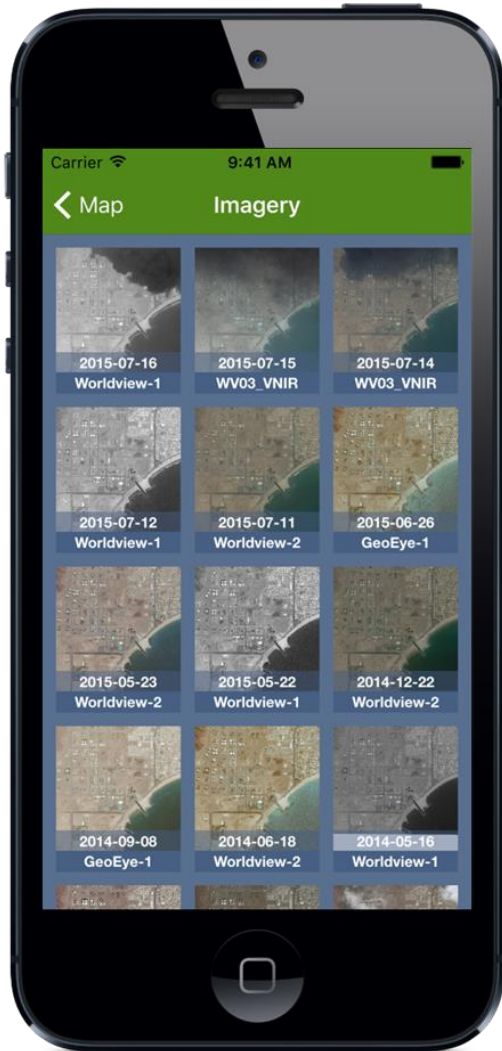 Carrier 9:41 AM
Map Imagery
2015-07-16 2015-07-15 2015-07-14
Worldview-1 WV03_VNIR WV03_VNIR
2015-07-12 2015-07-11 2015-06-26
Worldview-1 Worldview-2 GeoEye-1
2015-05-23 2015-05-22 2014-12-22
Worldview-2 Worldview-1 Worldview-2
2014-09-08 2014-06-18 2014-05-16
GeoEye-1 Worldview-2 Worldview-1